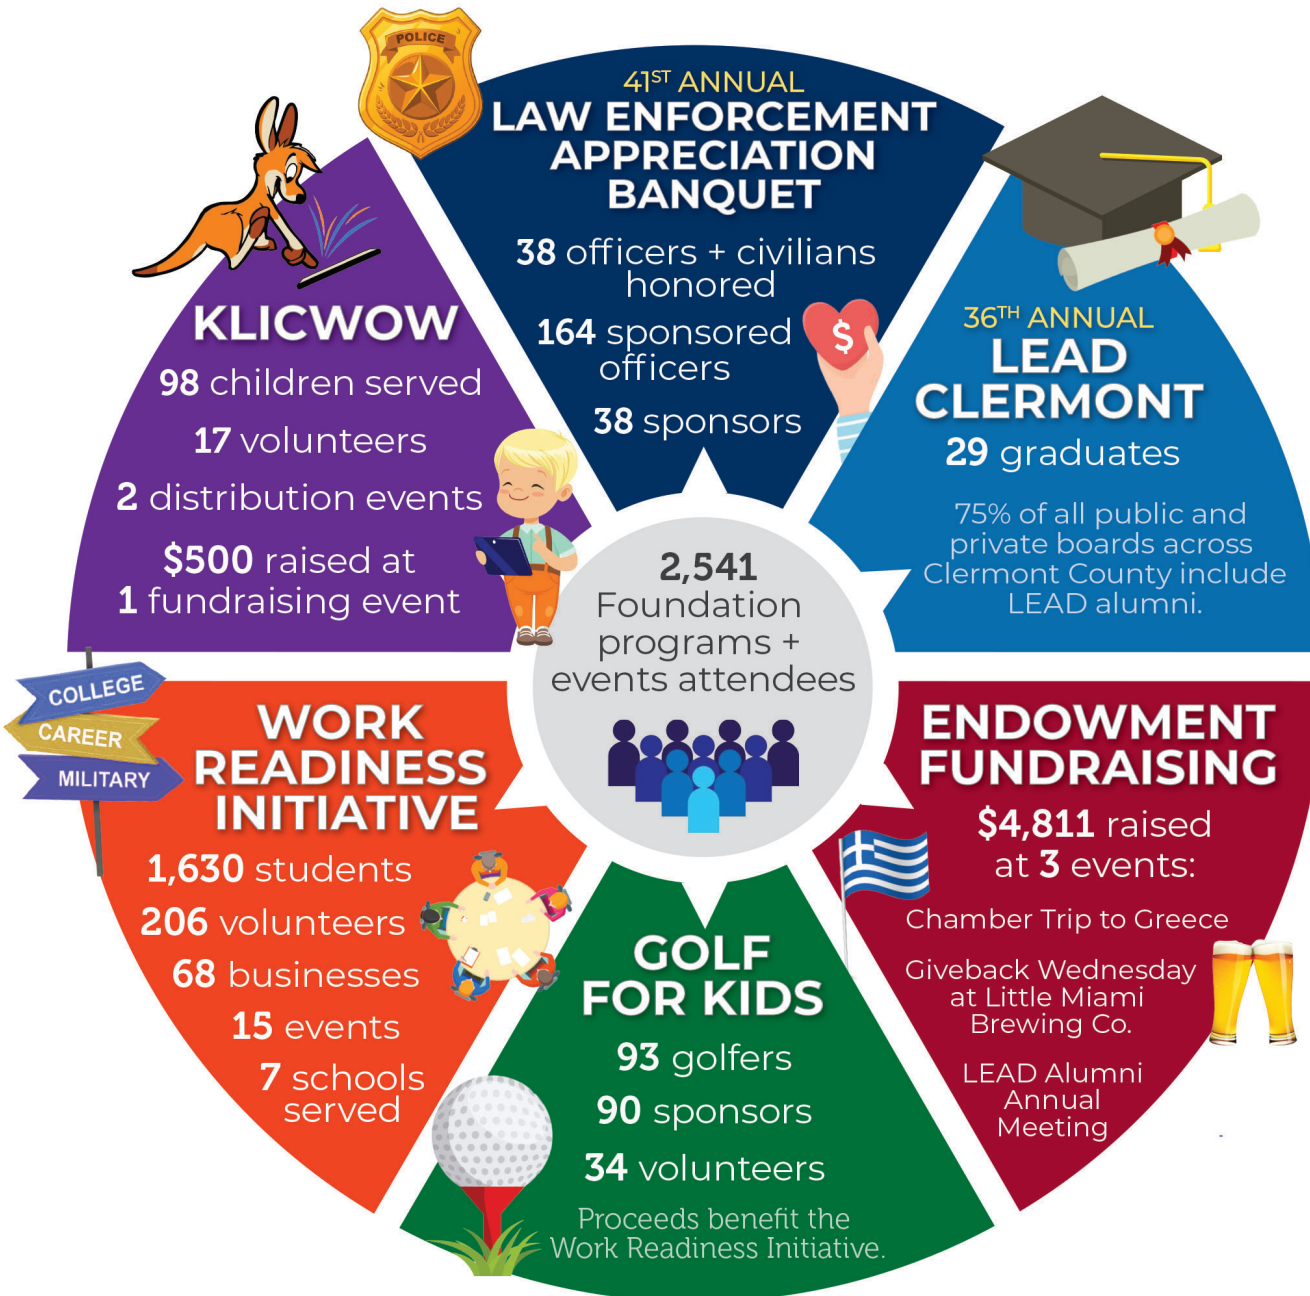 POLICE
41ST ANNUAL
LAW ENFORCEMENT
APPRECIATION
BANQUET
38 officers + civilians
honored
164 sponsored
officers
38 sponsors
$
36TH ANNUAL
LEAD
CLERMONT
29 graduates
75% of all public and
private boards across
Clermont County include
LEAD alumni.
ENDOWMENT
FUNDRAISING
$4,811 raised
at 3 events:
Chamber Trip to Greece
Giveback Wednesday
at Little Miami
Brewing Co.
LEAD Alumni
Annual
Meeting
GOLF
FOR KIDS
93 golfers
90 sponsors
34 volunteers
Proceeds benefit the
Work Readiness Initiative.
COLLEGE
CAREER
MILITARY
WORK
READINESS
INITIATIVE
1,630 students
206 volunteers
68 businesses
15 events
7 schools
served
KLICWOW
98 children served
17 volunteers
2 distribution events
$500 raised at
1 fundraising event
2,541
Foundation
programs +
events attendees